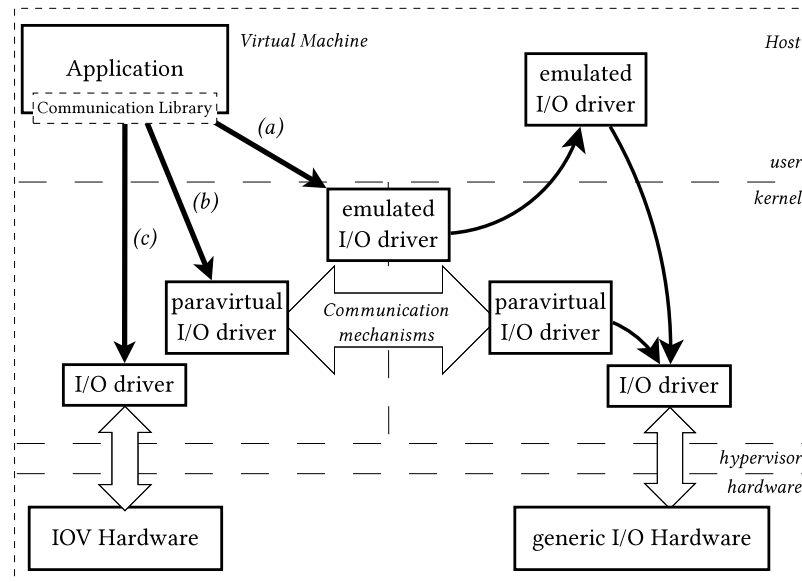 Virtual Machine
Host
Application
Communication Library
emulated
I/O driver
(a)
user
kernel
(b)
emulated
I/O driver
(c)
paravirtual
I/O driver
Communication
mechanisms
paravirtual
I/O driver
I/O driver
I/O driver
hypervisor
hardware
IOV Hardware
generic I/O Hardware